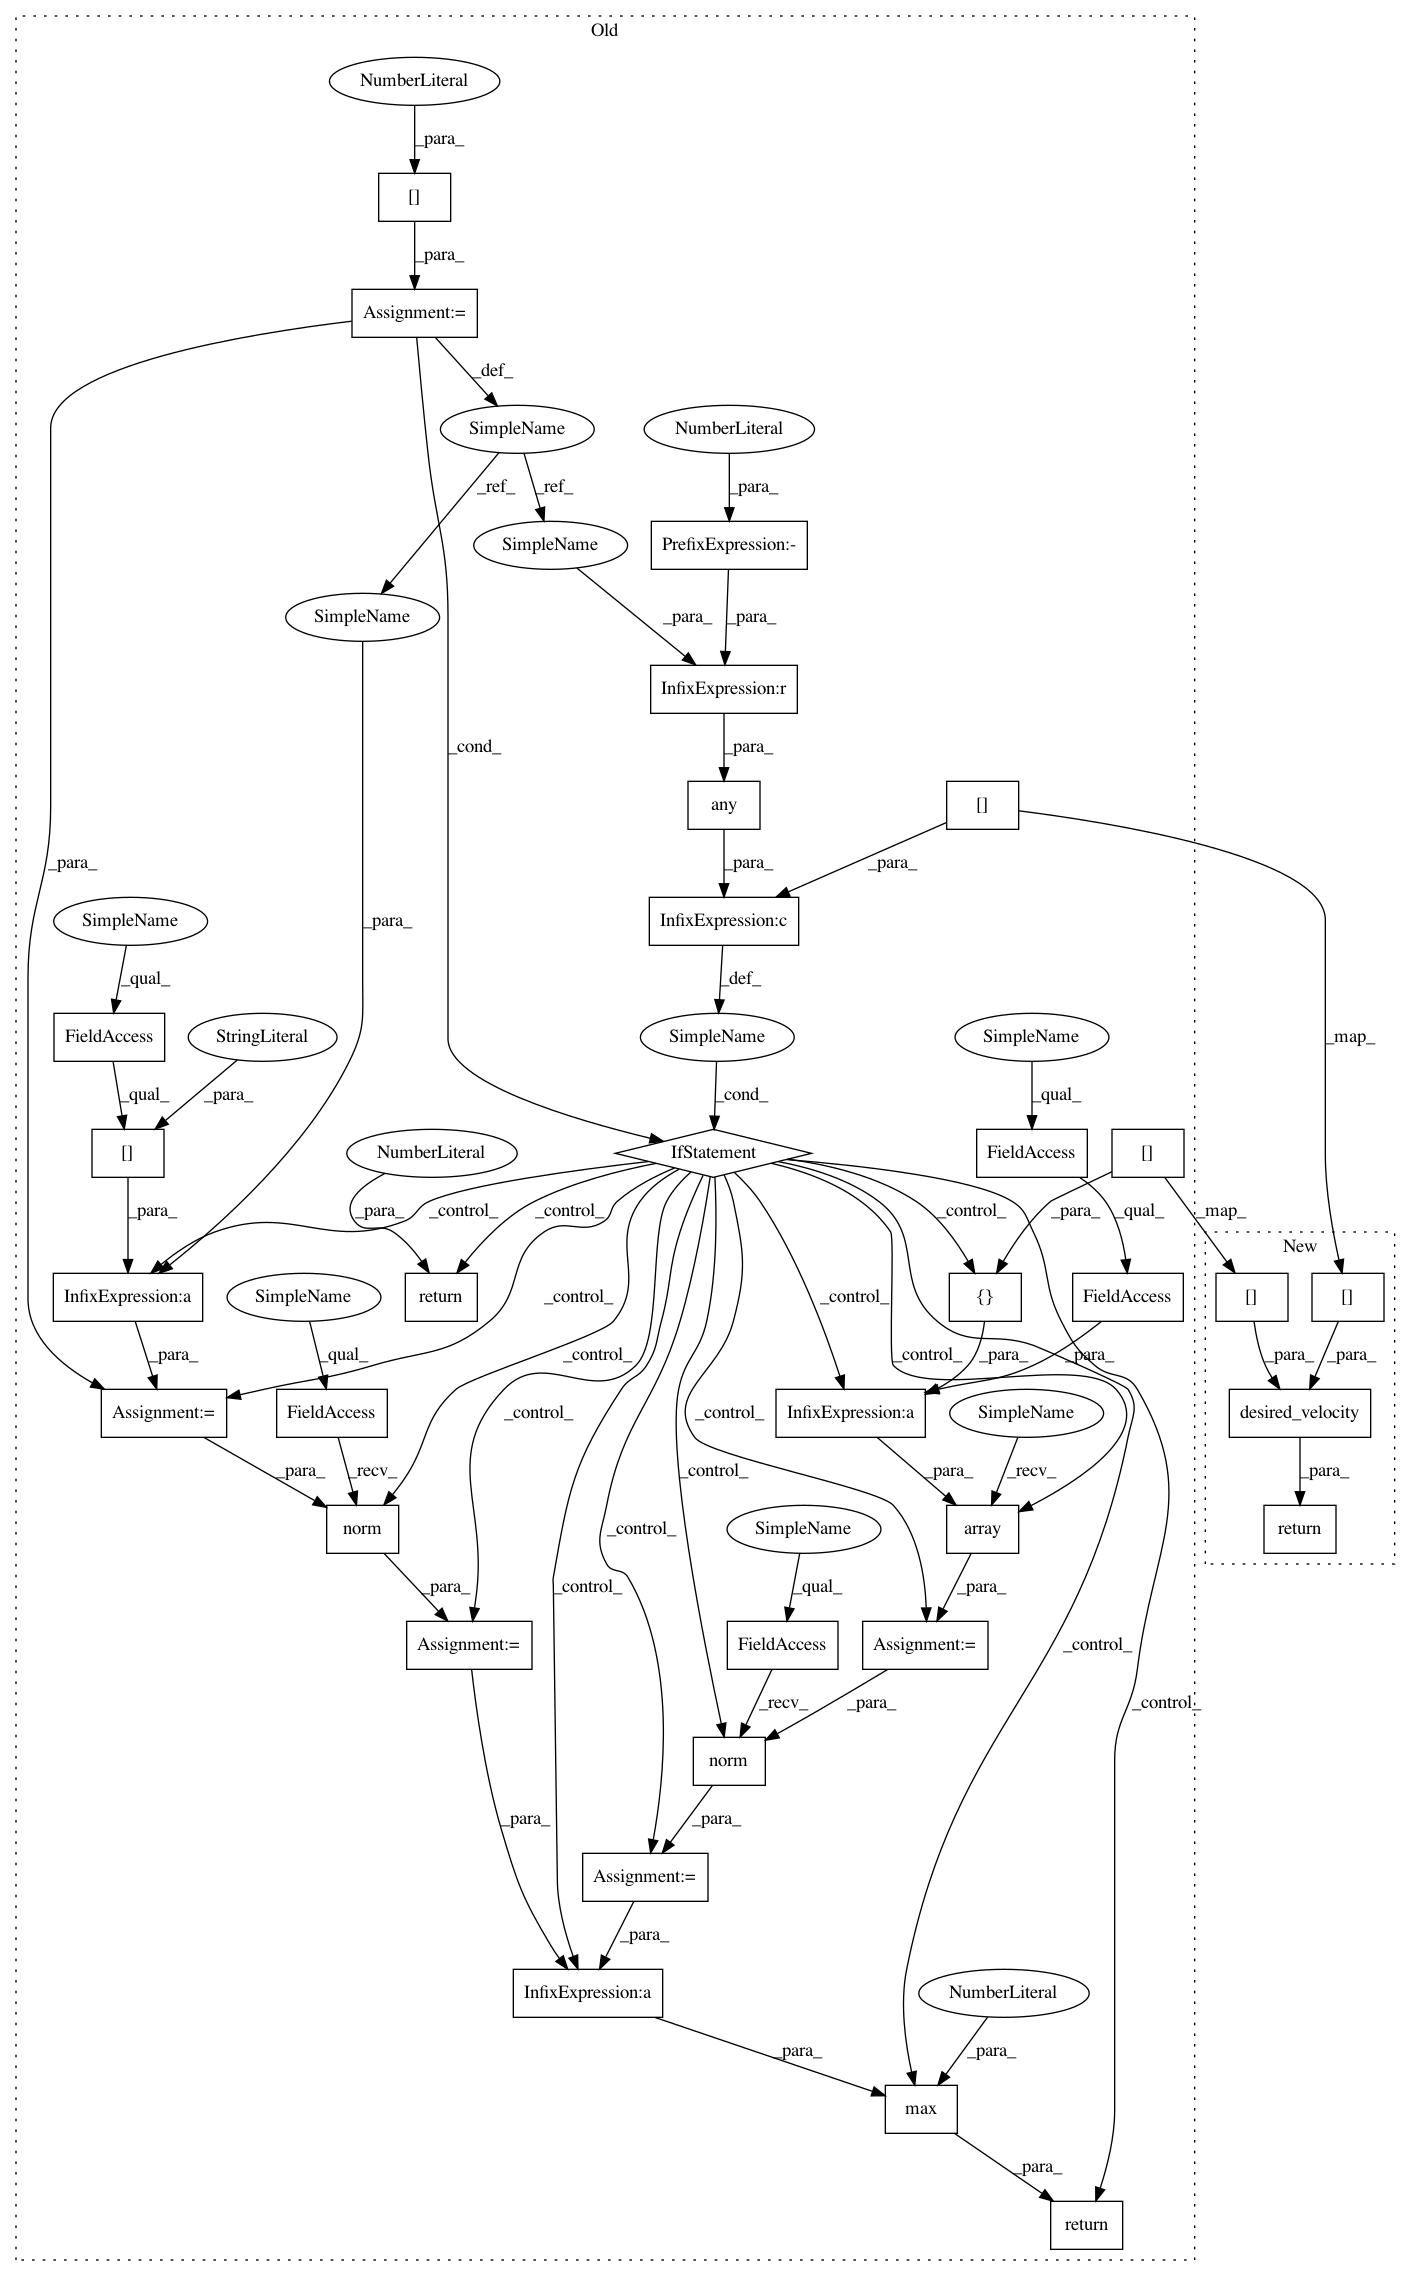 Old
NumberLiteral
_para_
[]
_para_
Assignment:=
_def_
SimpleName
NumberLiteral
_ref_
_ref_
_para_
SimpleName
PrefixExpression:-
SimpleName
_para_
_para_
InfixExpression:r
_cond_
_para_
any
[]
_para_
_para_
_para_
SimpleName
_para_
InfixExpression:c
_qual_
_def_
FieldAccess
StringLiteral
SimpleName
SimpleName
_map_
_qual_
_para_
_cond_
_qual_
[]
NumberLiteral
IfStatement
FieldAccess
[]
_para_
_para_
_control_
_control_
_control_
_para_
_qual_
_map_
New
InfixExpression:a
SimpleName
return
{}
FieldAccess
[]
[]
_para_
_qual_
_control_
_control_
_control_
_control_
_para_
_para_
_para_
_para_
Assignment:=
FieldAccess
InfixExpression:a
SimpleName
desired_velocity
_control_
_control_
_para_
_recv_
_control_
_para_
_recv_
_para_
norm
SimpleName
array
return
_control_
_para_
_control_
_qual_
_para_
Assignment:=
FieldAccess
Assignment:=
_control_
_recv_
_para_
_control_
norm
_para_
_para_
Assignment:=
_para_
InfixExpression:a
NumberLiteral
_para_
_para_
max
_para_
return